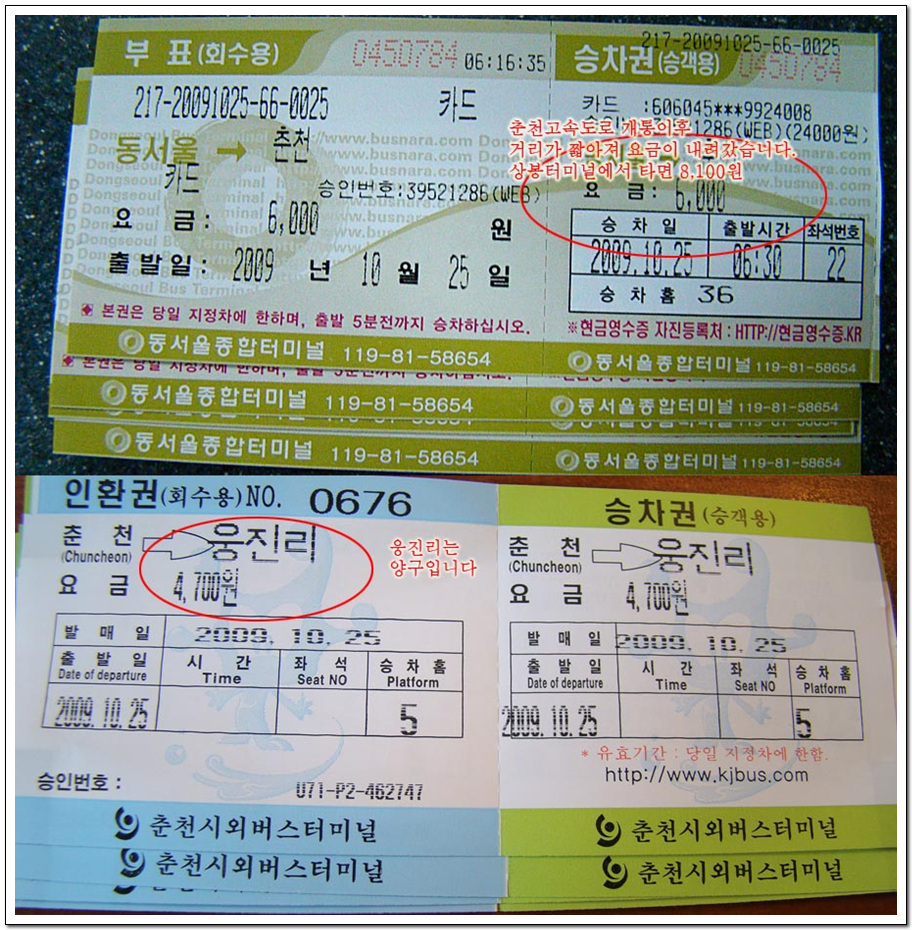 부 표(회수용) 0450784 06:16:35
217-20091025-66-0025 카드
동서울 → 춘천
카드
승인번호:39521286(WEB)
요 금: 6,000 원
출발일: 2009 년 10 월 25 일
※ 본권은 당일 지정차에 한하며, 출발 5분전까지 승차하십시오.
동서울종합터미널 119-81-58654
217-20091025-66-0025
승차권(승객용) 0450784
카드 :606045***9924008
1286(WEB)(24000원)
춘천고속도로 개통이후
거리가 짧아져 요금이 내려갔습니다.
상봉터미널에서 타면 8.100원
요 금: 6,000
승 차 일 출발시간 좌석번호
2009.10.25 06:30 22
승 차 홈 36
※현금영수증 자진등록처 : HTTP://현금영수증.KR
동서울종합터미널 119-81-58654
동서울종합터미널 119-81-58654
동서울종합터미널 119-81-58654
동서울종합터미널 119-81-58654
동서울종합터미널 119-81-58654
인환권(회수용)NO. 0676
춘 천 웅진리
(Chuncheon)
요 금 4,700원
웅진리는
양구입니다
발 매 일 2009. 10. 25
출 발 일 시 간 좌 석 승 차 홈
Date of departure Time Seat NO Platform
2009.10.25 5
승인번호 : U71-P2-462747
춘천시외버스터미널
춘천시외버스터미널
승차권(승객용)
춘 천 웅진리
(Chuncheon)
요 금 4,700원
발 매 일 2009. 10. 25
출 발 일 시 간 좌 석 승 차 홈
Date of departure Time Seat NO Platform
2009.10.25 5
* 유효기간 : 당일 지정차에 한함.
http://www.kjbus.com
춘천시외버스터미널
춘천시외버스터미널